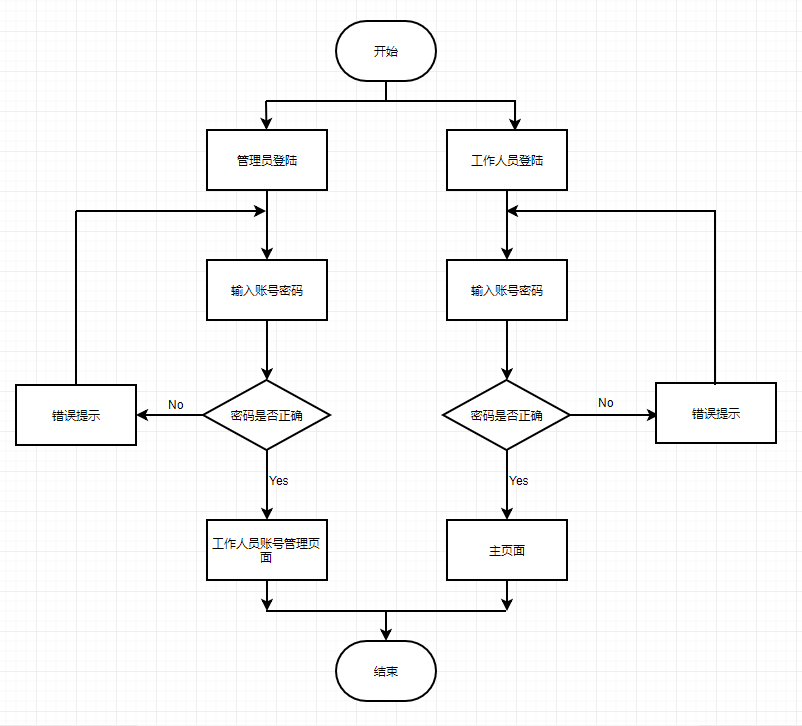 开始
管理员登陆
工作人员登陆
输入账号密码
输入账号密码
错误提示
No
密码是否正确
密码是否正确
No
错误提示
Yes
Yes
工作人员账号管理页
面
主页面
结束